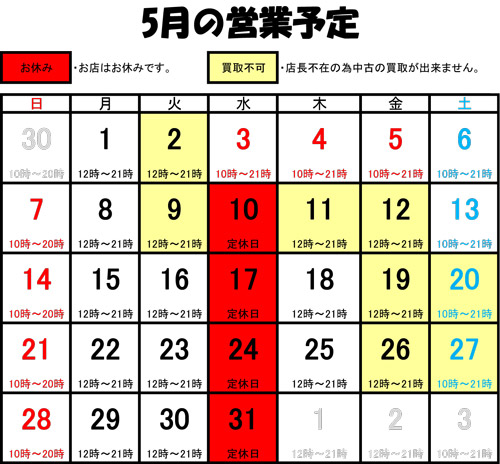 5月の営業予定
お休み ・お店はお休みです。 買取不可 ・店長不在の為中古の買取が出来ません。
日 月 火 水 木 金 土
30 1 2 3 4 5 6
10時～20時 12時～21時 12時～21時 10時～21時 10時～21時 10時～21時 10時～21時
7 8 9 10 11 12 13
10時～20時 12時～21時 12時～21時 定休日 12時～21時 12時～21時 10時～21時
14 15 16 17 18 19 20
10時～20時 12時～21時 12時～21時 定休日 12時～21時 12時～21時 10時～21時
21 22 23 24 25 26 27
10時～20時 12時～21時 12時～21時 定休日 12時～21時 12時～21時 10時～21時
28 29 30 31 1 2 3
10時～20時 12時～21時 12時～21時 定休日 12時～21時 12時～21時 10時～21時